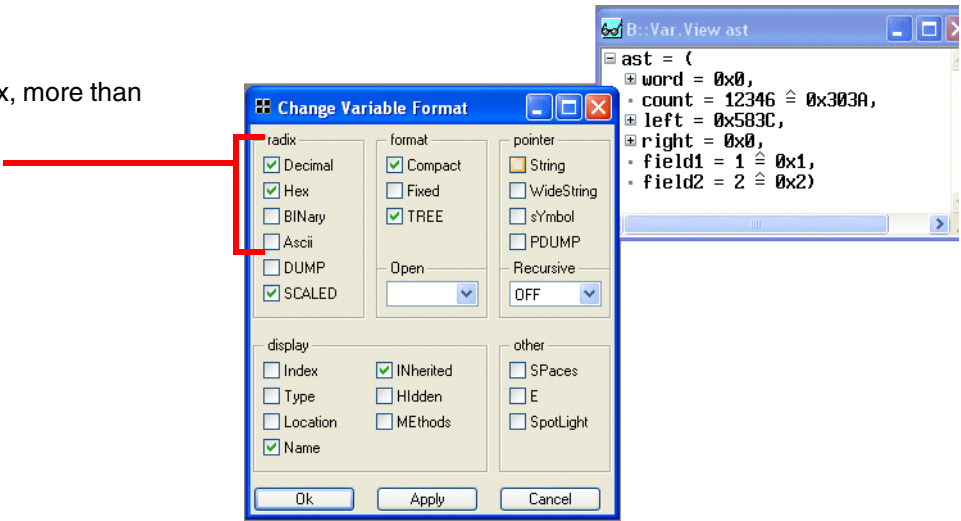 x, more than
B::Var.View ast
ast = (
word = 0x0,
count = 12346 ≙ 0x303A,
left = 0x583C,
right = 0x0,
field1 = 1 ≙ 0x1,
field2 = 2 ≙ 0x2)
Change Variable Format
radix
Decimal
Hex
BINary
Ascii
DUMP
SCALED
format
Compact
Fixed
TREE
Open
pointer
String
WideString
sYmbol
PDUMP
Recursive
OFF
display
Index
Type
Location
Name
INherited
HIdden
MEthods
other
SPaces
E
SpotLight
Ok
Apply
Cancel